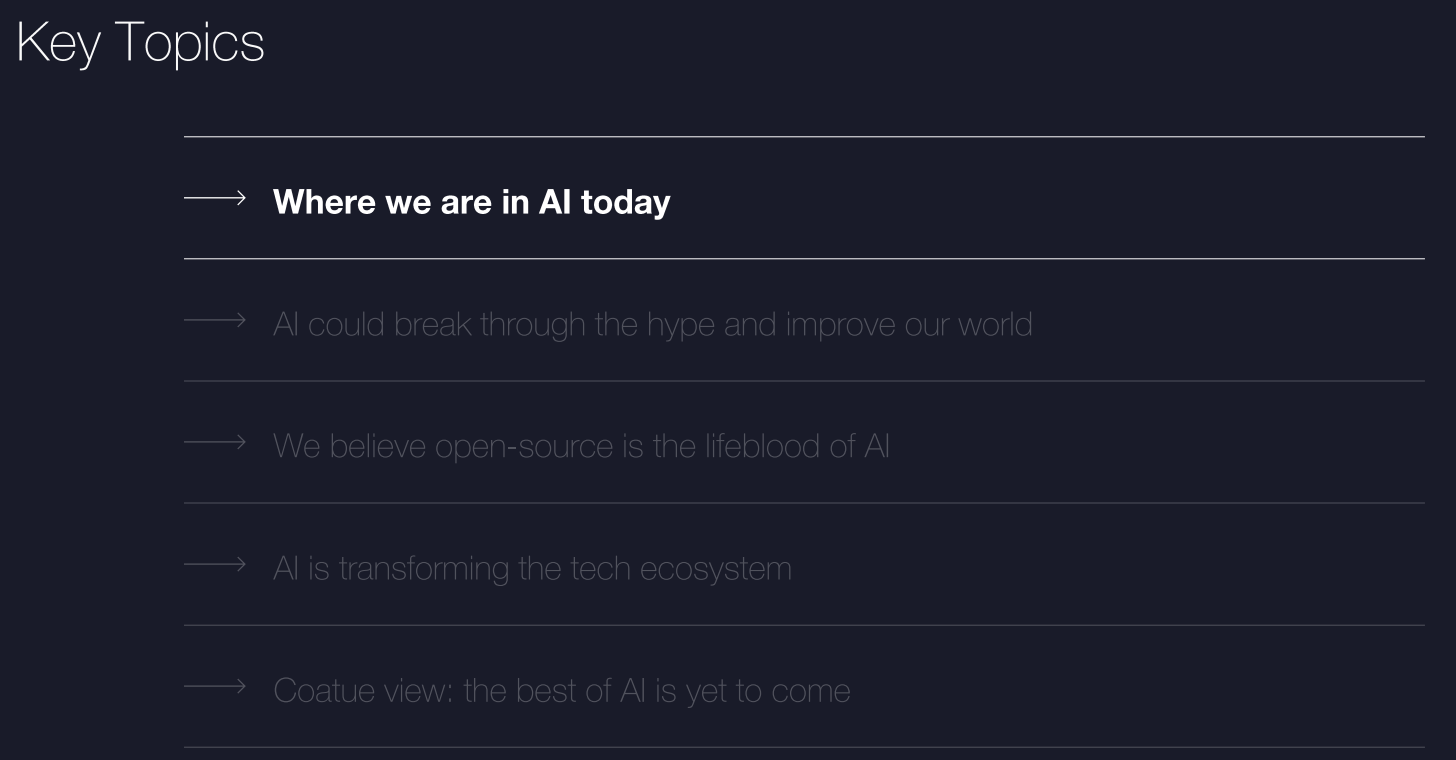 Key Topics
Where we are in AI today
AI could break through the hype and improve our world
We believe open-source is the lifeblood of AI
AI is transforming the tech ecosystem
Coatue view: the best of AI is yet to come